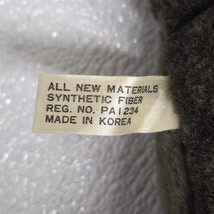 ALL NEW MATERIALS
SYNTHETIC FIBER
REG. NO. PA1234
MADE IN KOREA